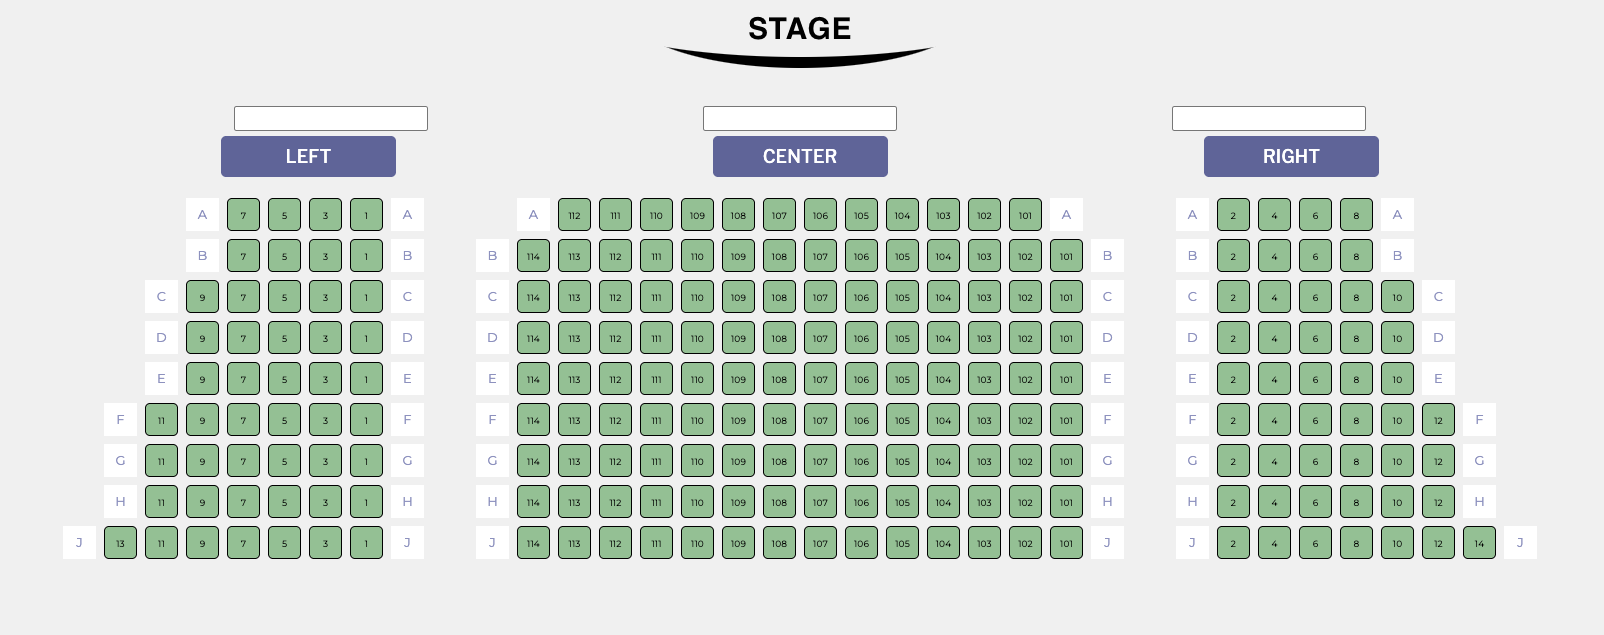 STAGE
LEFT CENTER RIGHT
A 7 5 3 1 A A 112 111 110 109 108 107 106 105 104 103 102 101 A A 2 4 6 8 A
B 7 5 3 1 B B 114 113 112 111 110 109 108 107 106 105 104 103 102 101 B B 2 4 6 8 B
C 9 7 5 3 1 C C 114 113 112 111 110 109 108 107 106 105 104 103 102 101 C C 2 4 6 8 10 C
D 9 7 5 3 1 D D 114 113 112 111 110 109 108 107 106 105 104 103 102 101 D D 2 4 6 8 10 D
E 9 7 5 3 1 E E 114 113 112 111 110 109 108 107 106 105 104 103 102 101 E E 2 4 6 8 10 E
F 11 9 7 5 3 1 F F 114 113 112 111 110 109 108 107 106 105 104 103 102 101 F F 2 4 6 8 10 12 F
G 11 9 7 5 3 1 G G 114 113 112 111 110 109 108 107 106 105 104 103 102 101 G G 2 4 6 8 10 12 G
H 11 9 7 5 3 1 H H 114 113 112 111 110 109 108 107 106 105 104 103 102 101 H H 2 4 6 8 10 12 H
J 13 11 9 7 5 3 1 J J 114 113 112 111 110 109 108 107 106 105 104 103 102 101 J J 2 4 6 8 10 12 14 J